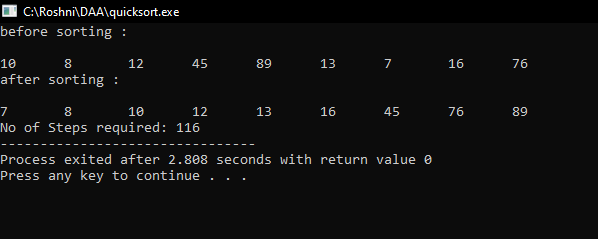 C:\Roshni\DAA\quicksort.exe
before sorting :
10 8 12 45 89 13 7 16 76
after sorting :
7 8 10 12 13 16 45 76 89
No of Steps required: 116
--------------------------------
Process exited after 2.808 seconds with return value 0
Press any key to continue . . .